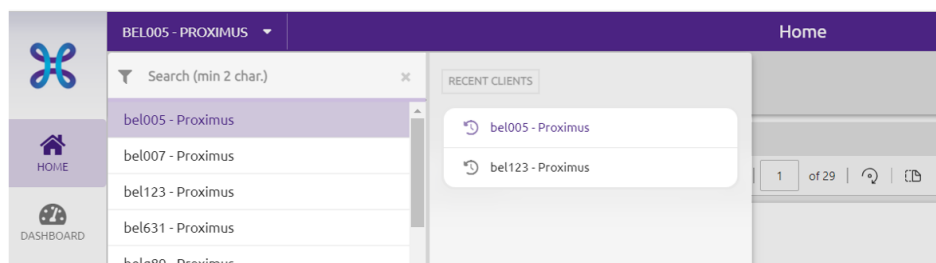 BEL005 - PROXIMUS
Home
Search (min 2 char.)
RECENT CLIENTS
bel005 - Proximus
bel007 - Proximus
bel123 - Proximus
bel631 - Proximus
bel005 - Proximus
bel123 - Proximus
HOME
DASHBOARD
1 of 29